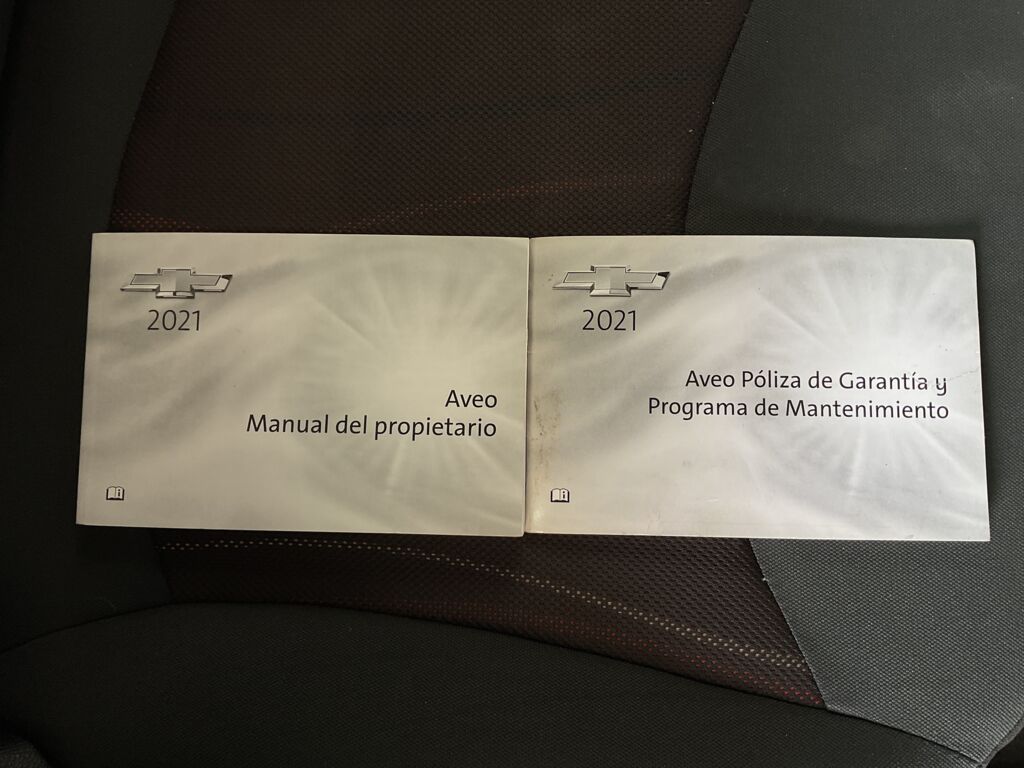 2021
Aveo
Manual del propietario
2021
Aveo Póliza de Garantía y
Programa de Mantenimiento